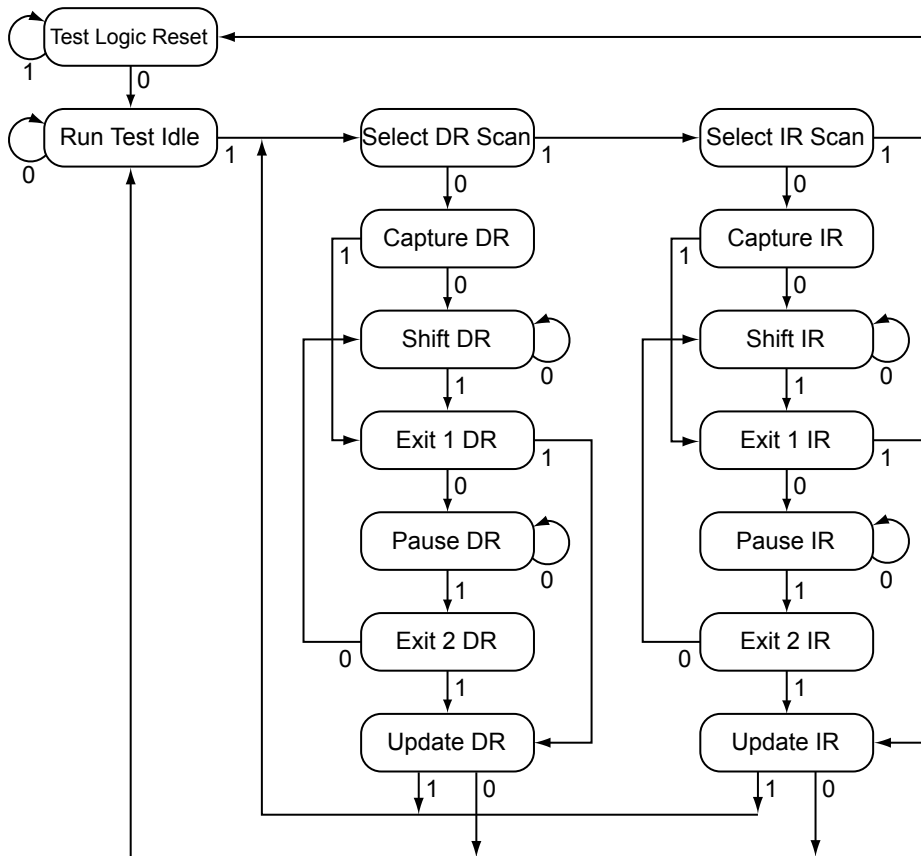 Test Logic Reset
1
0
Run Test Idle
0
1
Select DR Scan
1
Select IR Scan
1
0
0
Capture DR
1
Capture IR
1
0
0
Shift DR
0
Shift IR
0
1
1
Exit 1 DR
1
Exit 1 IR
1
0
0
Pause DR
0
Pause IR
0
1
1
Exit 2 DR
0
Exit 2 IR
0
1
1
Update DR
Update IR
1
0
1
0